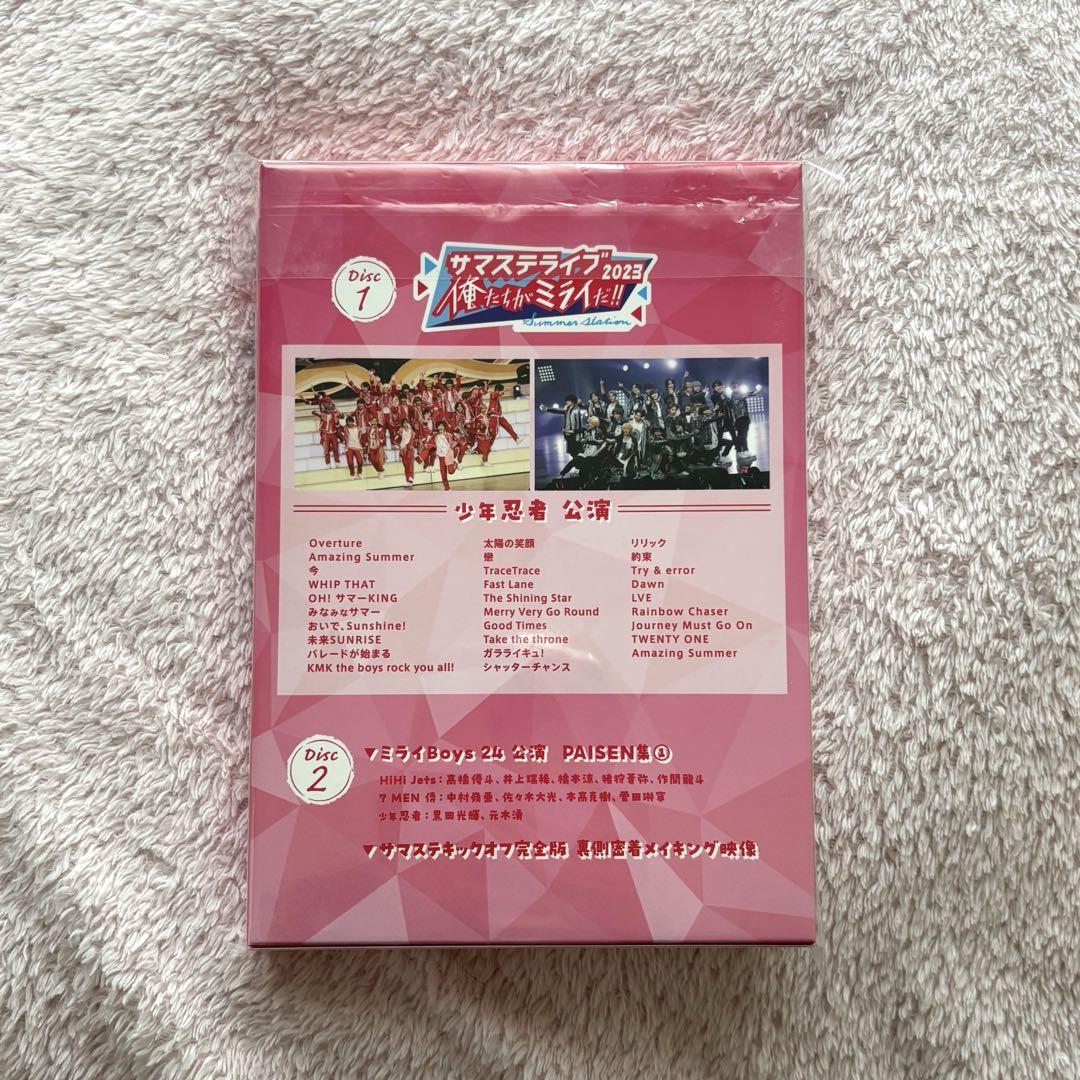 Disc
1
サマステライブ2023
俺たちがミライだ!!
Summer Station
少年忍者 公演
Overture
Amazing Summer
今
WHIP THAT
OH! サマーKING
みなみなサマー
おいで、Sunshine!
未来SUNRISE
パレードが始まる
KMK the boys rock you all!
太陽の笑顔
戀
TraceTrace
Fast Lane
The Shining Star
Merry Very Go Round
Good Times
Take the throne
ガラライキュ!
シャッターチャンス
リリック
約束
Try & error
Dawn
LVE
Rainbow Chaser
Journey Must Go On
TWENTY ONE
Amazing Summer
Disc
2
▼ミライBoys 24 公演 PAISEN集①
HiHi Jets:髙橋優斗、井上瑞稀、橋本涼、猪狩蒼弥、作間龍斗
7 MEN 侍:中村嶺亜、佐々木大光、本髙克樹、菅田琳寧
少年忍者:黒田光輝、元木湧
▼サマステキックオフ完全版 裏側密着メイキング映像